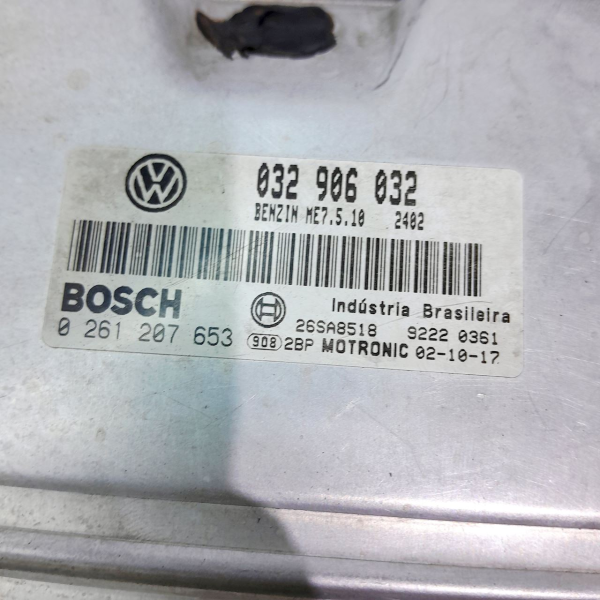 032 906 032
BENZIN ME7.5.10 2402
BOSCH Indústria Brasileira
0 261 207 653 26SA8518 9222 0361
908 2BP MOTRONIC 02-10-17